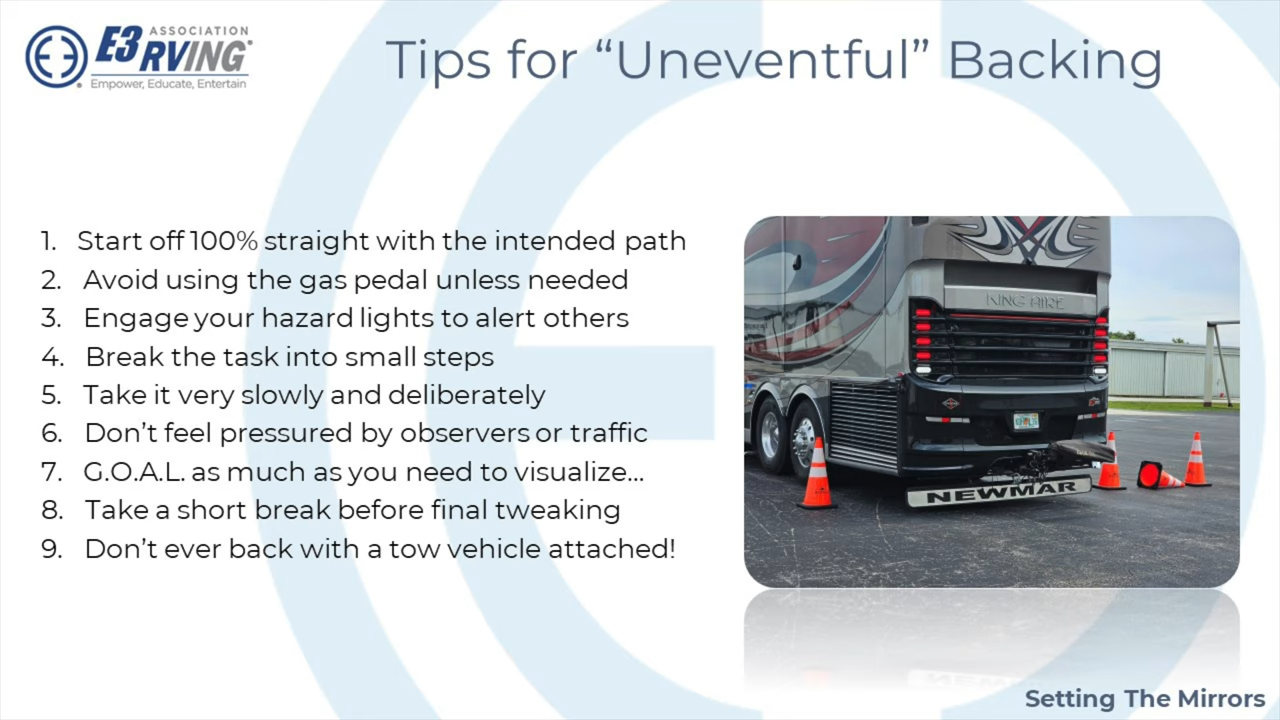 E3 ASSOCIATION
RVING
Empower, Educate, Entertain
Tips for “Uneventful” Backing
1. Start off 100% straight with the intended path
2. Avoid using the gas pedal unless needed
3. Engage your hazard lights to alert others
4. Break the task into small steps
5. Take it very slowly and deliberately
6. Don’t feel pressured by observers or traffic
7. G.O.A.L. as much as you need to visualize...
8. Take a short break before final tweaking
9. Don’t ever back with a tow vehicle attached!
KING AIRE
NEWMAR
Setting The Mirrors